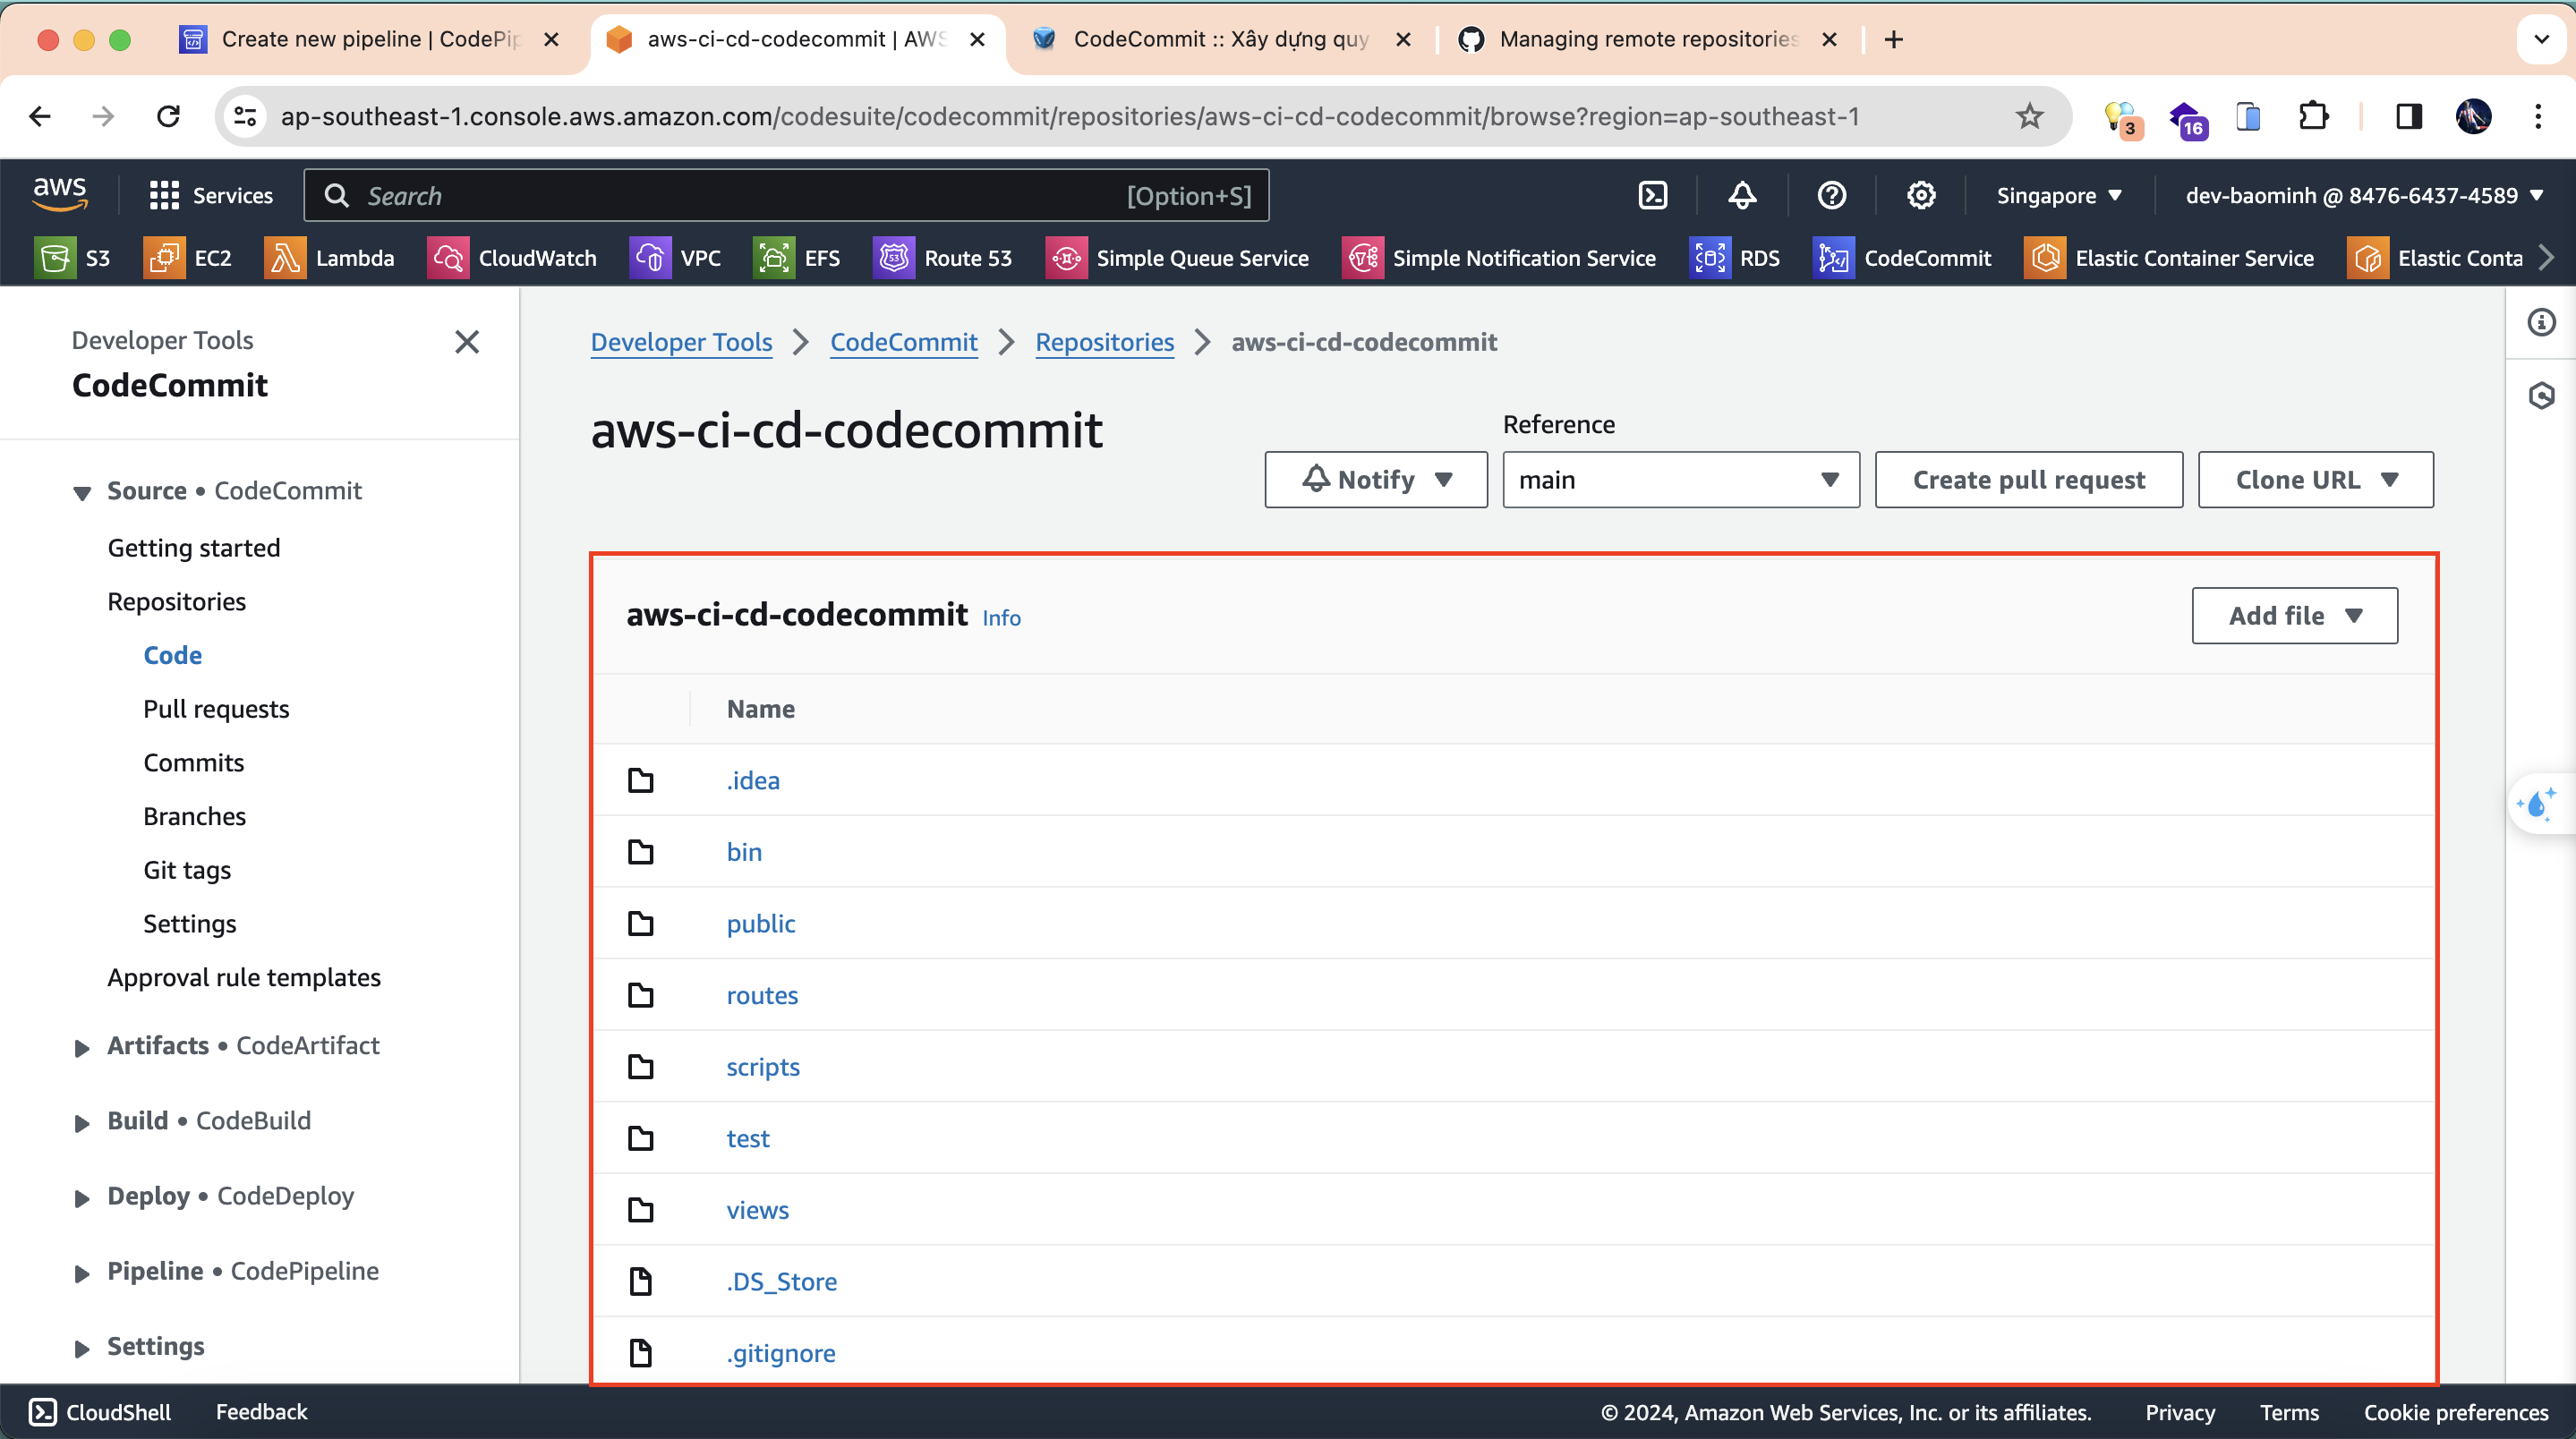 Create new pipeline | CodePip
aws-ci-cd-codecommit | AWS
CodeCommit :: Xây dựng quy
Managing remote repositories
ap-southeast-1.console.aws.amazon.com/codesuite/codecommit/repositories/aws-ci-cd-codecommit/browse?region=ap-southeast-1
3
16
aws
Services
Search
[Option+S]
Singapore
dev-baominh @ 8476-6437-4589
S3
EC2
Lambda
CloudWatch
VPC
EFS
53
Route 53
Simple Queue Service
Simple Notification Service
RDS
CodeCommit
Elastic Container Service
Elastic Conta
Developer Tools
CodeCommit
Source • CodeCommit
Getting started
Repositories
Code
Pull requests
Commits
Branches
Git tags
Settings
Approval rule templates
Artifacts • CodeArtifact
Build • CodeBuild
Deploy • CodeDeploy
Pipeline • CodePipeline
Settings
Developer Tools
CodeCommit
Repositories
aws-ci-cd-codecommit
aws-ci-cd-codecommit
Reference
Notify
main
Create pull request
Clone URL
aws-ci-cd-codecommit Info
Add file
Name
.idea
bin
public
routes
scripts
test
views
.DS_Store
.gitignore
CloudShell
Feedback
© 2024, Amazon Web Services, Inc. or its affiliates.
Privacy
Terms
Cookie preferences